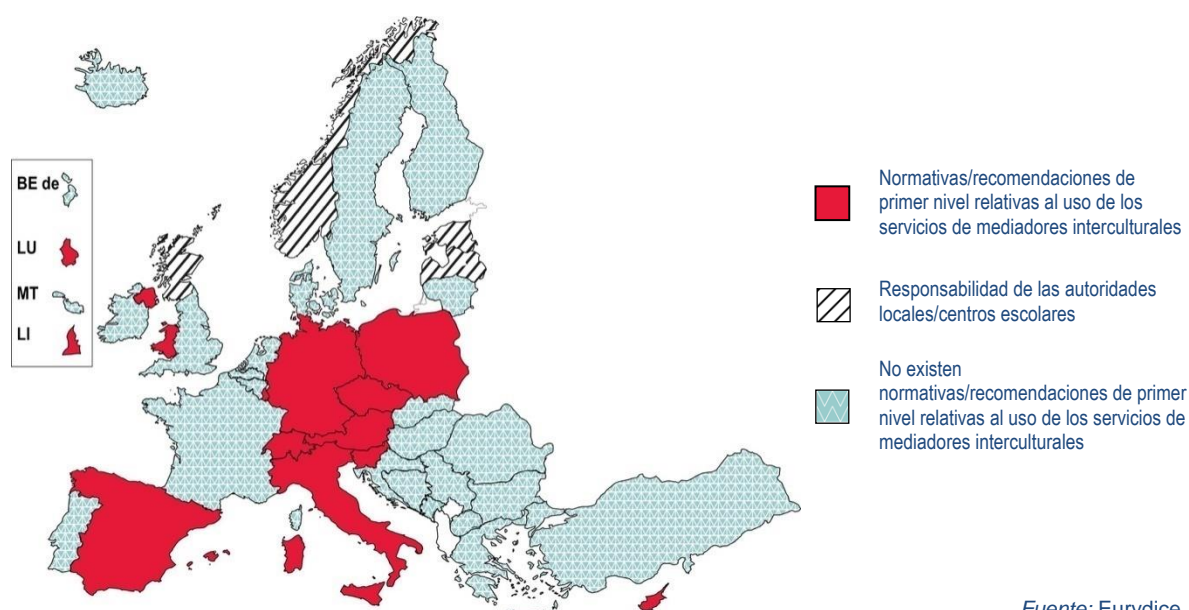 BE de
LU
MT
LI
Normativas/recomendaciones de
primer nivel relativas al uso de los
servicios de mediadores interculturales
Responsabilidad de las autoridades
locales/centros escolares
No existen
normativas/recomendaciones de primer
nivel relativas al uso de los servicios de
mediadores interculturales
Fuente: Eurydice